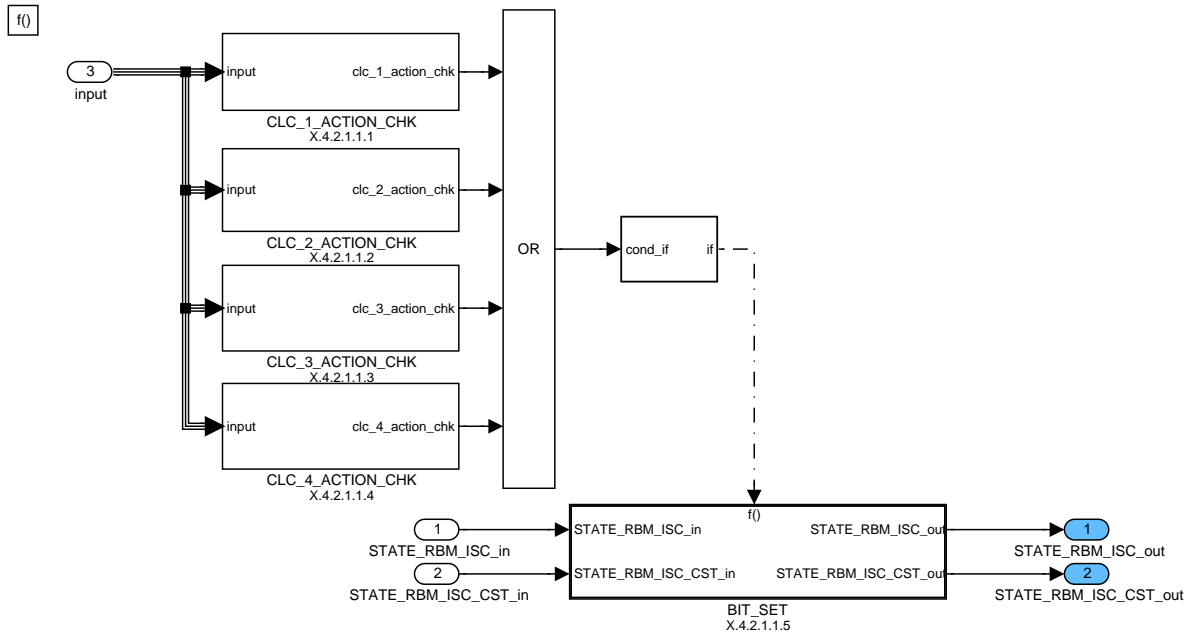 f()
3
input
input
clc_1_action_chk
CLC_1_ACTION_CHK
X.4.2.1.1.1
input
clc_2_action_chk
CLC_2_ACTION_CHK
X.4.2.1.1.2
input
clc_3_action_chk
CLC_3_ACTION_CHK
X.4.2.1.1.3
input
clc_4_action_chk
CLC_4_ACTION_CHK
X.4.2.1.1.4
OR
cond_if
if
1
STATE_RBM_ISC_in
2
STATE_RBM_ISC_CST_in
f()
STATE_RBM_ISC_in
STATE_RBM_ISC_out
STATE_RBM_ISC_CST_in
STATE_RBM_ISC_CST_out
BIT_SET
X.4.2.1.1.5
1
STATE_RBM_ISC_out
2
STATE_RBM_ISC_CST_out